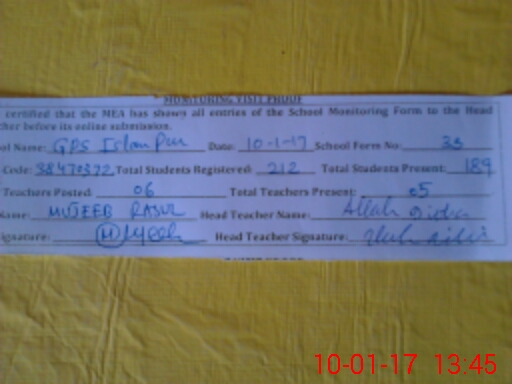 MONITORING VISIT PROOF
certified that the MEA has shown all entries of the School Monitoring Form to the Head
cher before its online submission.
ol Name: GPS Islam Pur Date: 10-1-17 School Form No: 33
Code: 38470372 Total Students Registered: 212 Total Students Present: 189
Teachers Posted: 06 Total Teachers Present: 05
Name: MUJEEB RASUL Head Teacher Name: Allah
ignature: Head Teacher Signature:
10-01-17 13:45